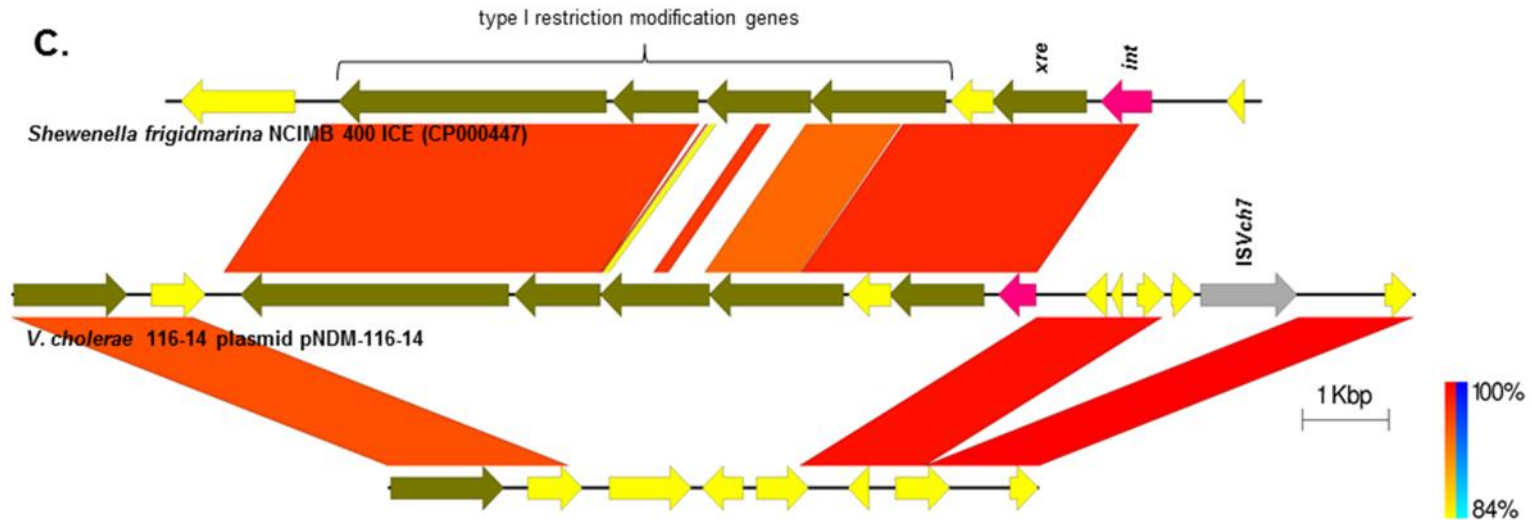 type I restriction modification genes
C.
xre
int
Shewenella frigidmarina NCIMB 400 ICE (CP000447)
ISVch7
V. cholerae 116-14 plasmid pNDM-116-14
1 Kbp
100%
84%